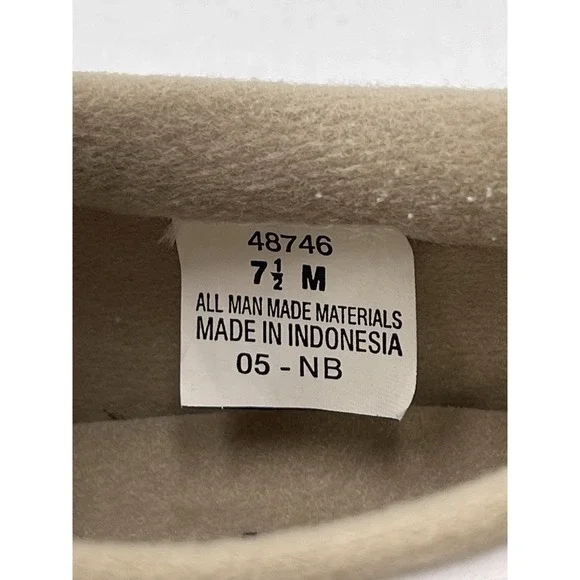 48746
7½ M
ALL MAN MADE MATERIALS
MADE IN INDONESIA
05 - NB